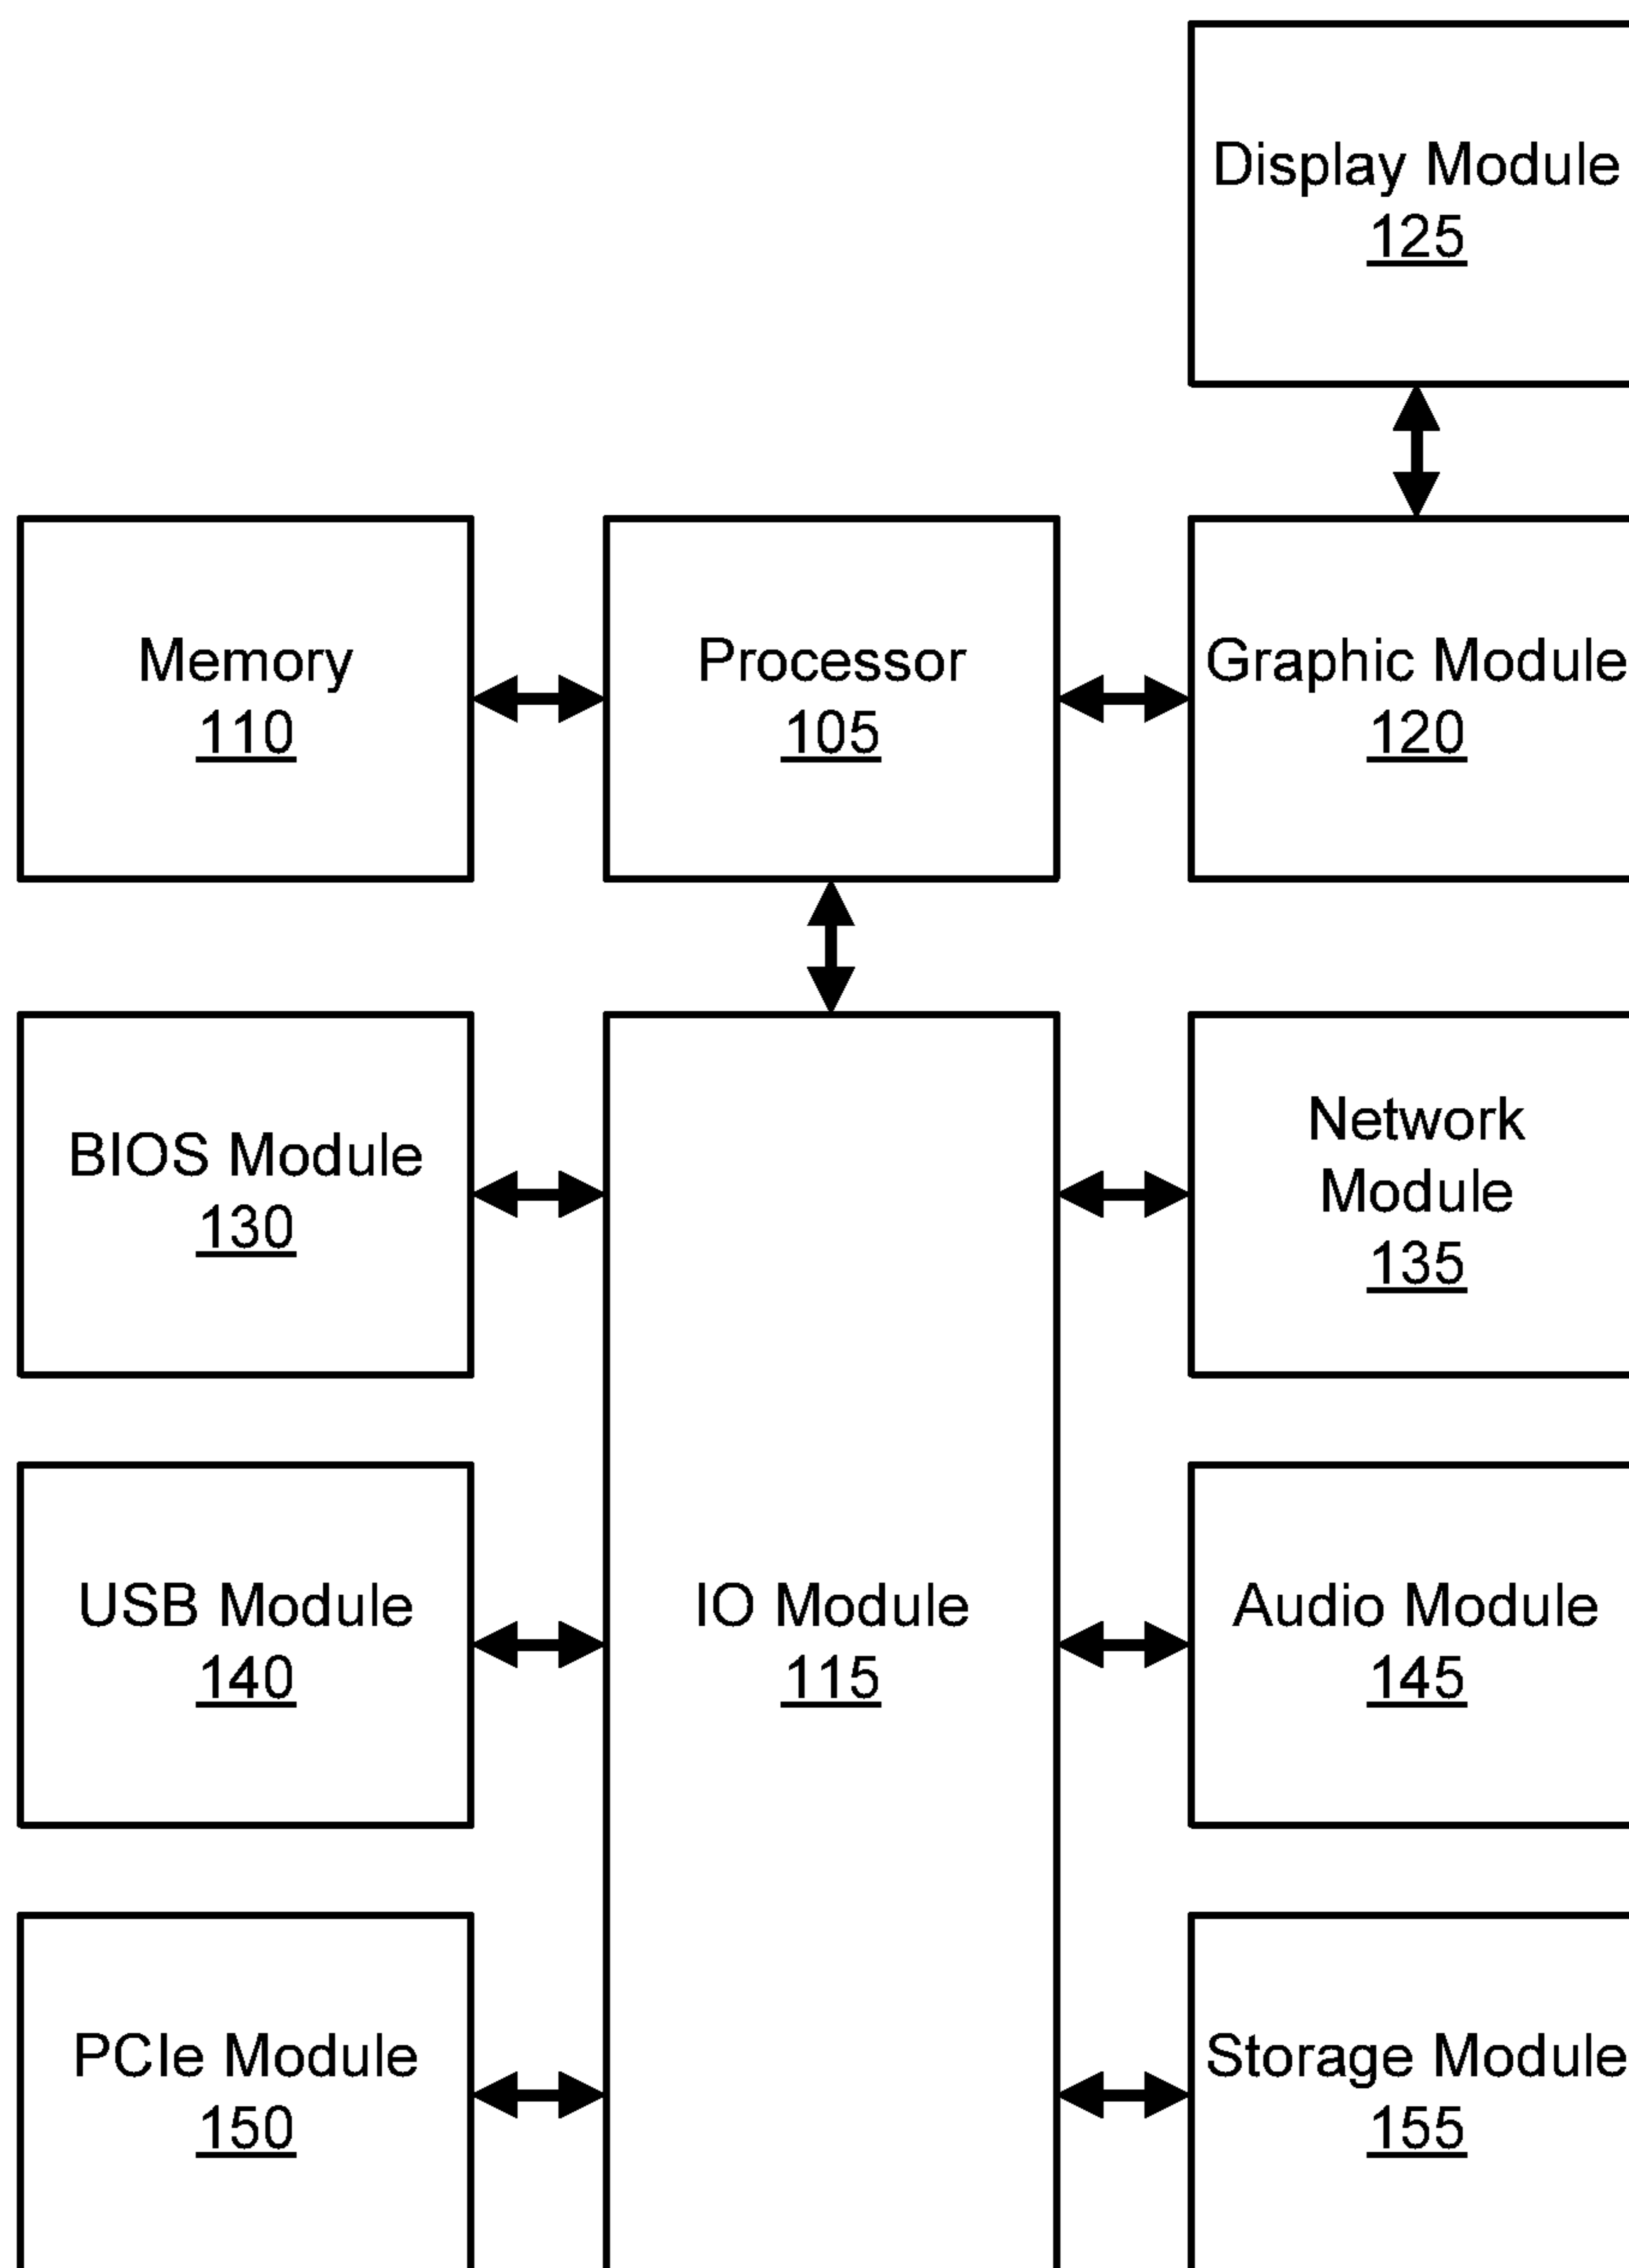 Display Module
125
Memory
110
Processor
105
Graphic Module
120
BIOS Module
130
Network
Module
135
USB Module
140
IO Module
115
Audio Module
145
PCIe Module
150
Storage Module
155